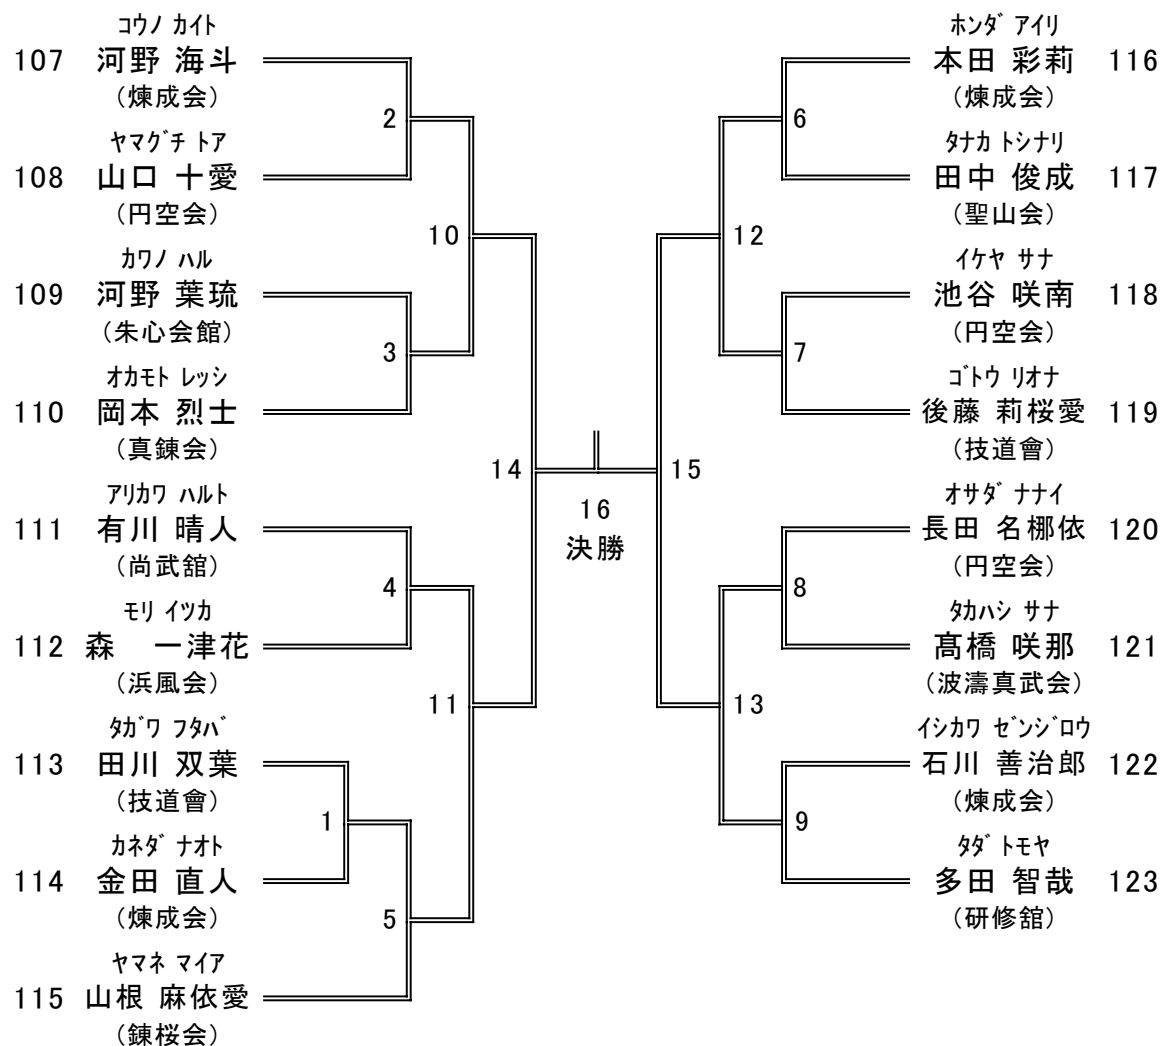 コウノ カイト
107 河野 海斗
(煉成会)
2
ヤマグチ トア
108 山口 十愛
(円空会)
10
カワノ ハル
109 河野 葉琉
(朱心会館)
3
オカモト レッシ
110 岡本 烈士
(真錬会)
14
アリカワ ハルト
111 有川 晴人
(尚武舘)
4
モリ イツカ
112 森 一津花
(浜風会)
11
タガワ フタバ
113 田川 双葉
(技道會)
1
カネダ ナオト
114 金田 直人
(煉成会)
5
ヤマネ マイア
115 山根 麻依愛
(錬桜会)
16
決勝
ホンダ アイリ
本田 彩莉 116
(煉成会)
6
タナカ トシナリ
田中 俊成 117
(聖山会)
12
イケヤ サナ
池谷 咲南 118
(円空会)
7
ゴトウ リオナ
後藤 莉桜愛 119
(技道會)
15
オサダ ナナイ
長田 名梛依 120
(円空会)
8
タカハシ サナ
髙橋 咲那 121
(波濤真武会)
13
イシカワ ゼンジロウ
石川 善治郎 122
(煉成会)
9
タダ トモヤ
多田 智哉 123
(研修舘)